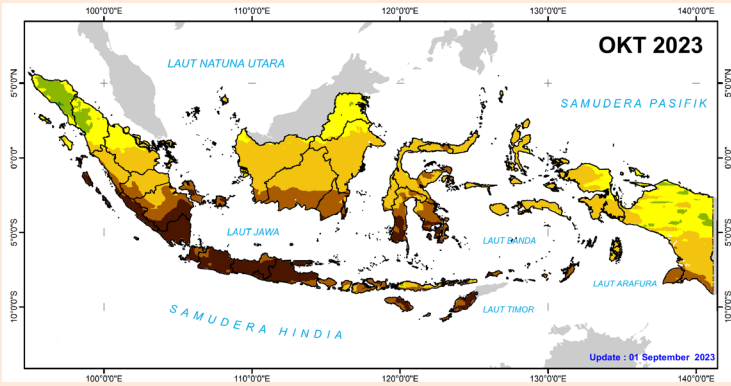 100°0'0"E 110°0'0"E 120°0'0"E 130°0'0"E 140°0'0"E
OKT 2023
LAUT NATUNA UTARA
5°0'0"N 5°0'0"N
SAMUDERA PASIFIK
0°0'0" 0°0'0"
LAUT JAWA
5°0'0"S 5°0'0"S
LAUT BANDA
LAUT ARAFURA
10°0'0"S 10°0'0"S
SAMUDERA HINDIA
LAUT TIMOR
Update : 01 September 2023
100°0'0"E 110°0'0"E 120°0'0"E 130°0'0"E 140°0'0"E